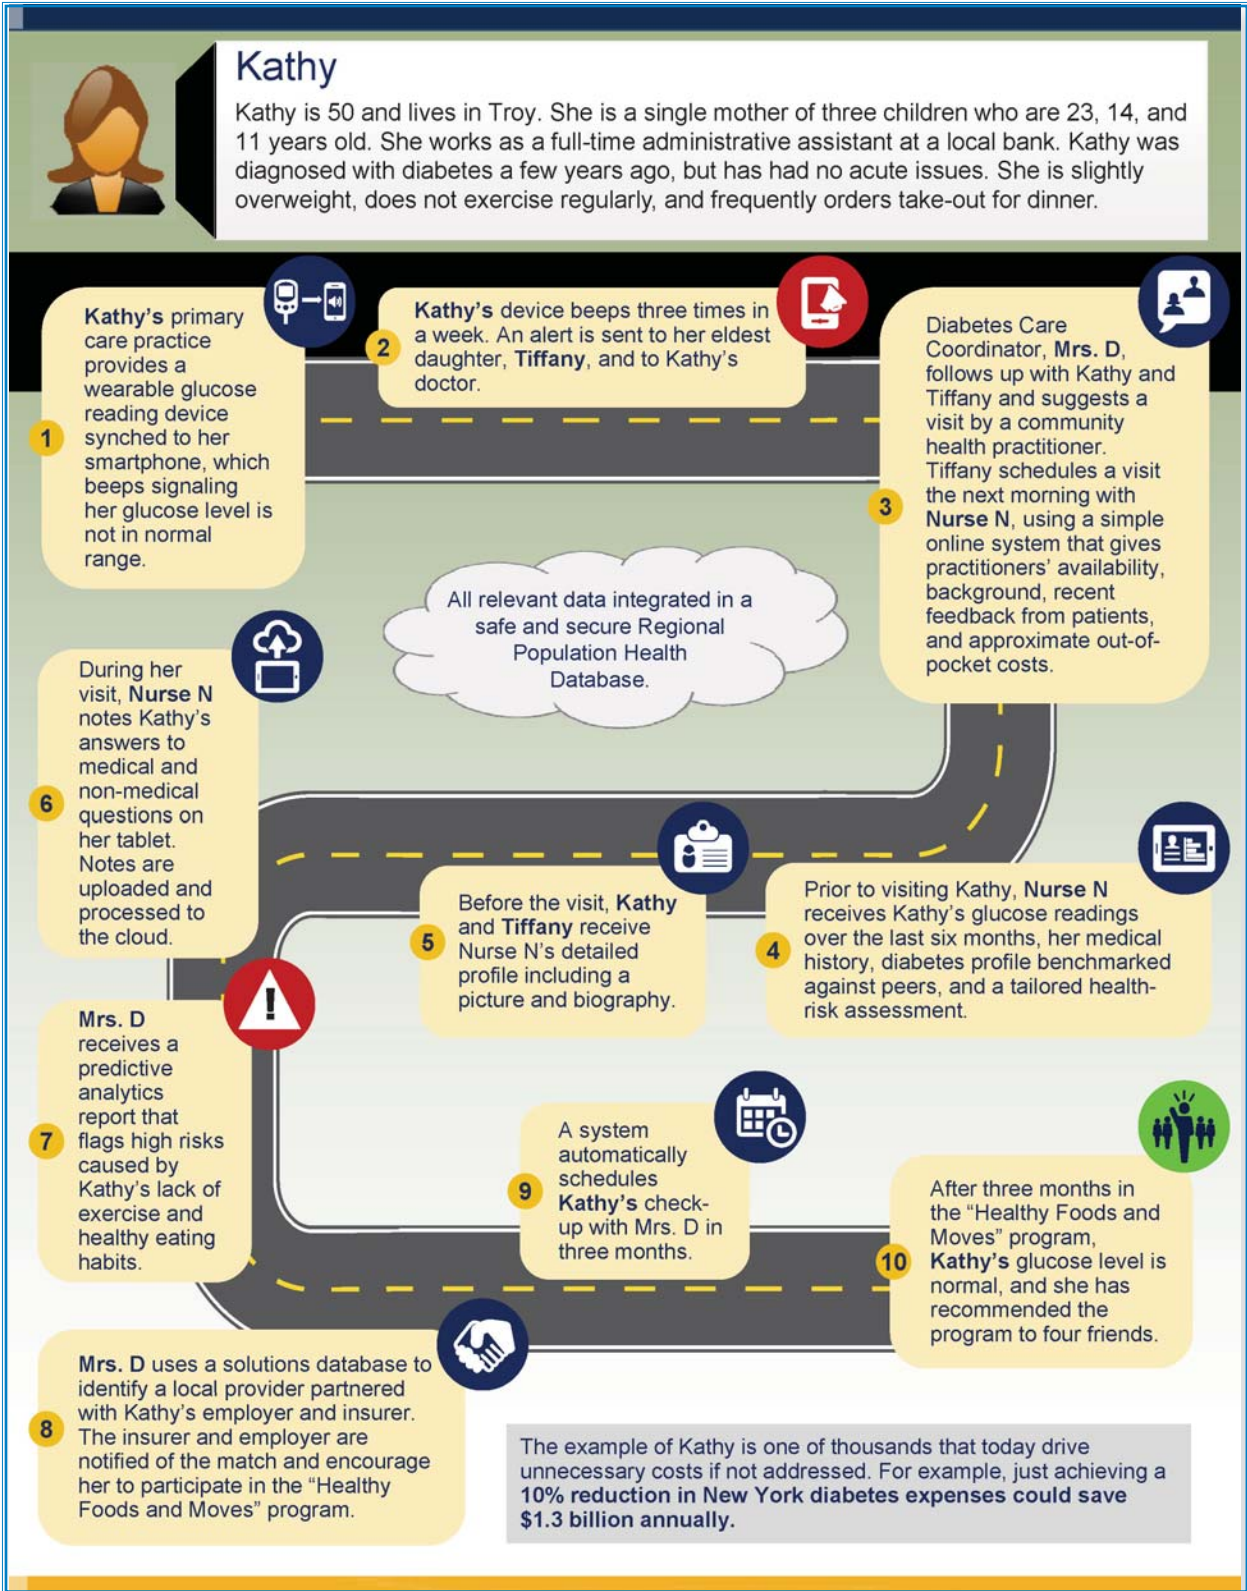 Kathy
Kathy is 50 and lives in Troy. She is a single mother of three children who are 23, 14, and
11 years old. She works as a full-time administrative assistant at a local bank. Kathy was
diagnosed with diabetes a few years ago, but has had no acute issues. She is slightly
overweight, does not exercise regularly, and frequently orders take-out for dinner.
1
Kathy's primary
care practice
provides a
wearable glucose
reading device
synched to her
smartphone, which
beeps signaling
her glucose level is
not in normal
range.
2
Kathy's device beeps three times in
a week. An alert is sent to her eldest
daughter, Tiffany, and to Kathy's
doctor.
3
Diabetes Care
Coordinator, Mrs. D,
follows up with Kathy and
Tiffany and suggests a
visit by a community
health practitioner.
Tiffany schedules a visit
the next morning with
Nurse N, using a simple
online system that gives
practitioners' availability,
background, recent
feedback from patients,
and approximate out-of-
pocket costs.
All relevant data integrated in a
safe and secure Regional
Population Health
Database.
4
Prior to visiting Kathy, Nurse N
receives Kathy's glucose readings
over the last six months, her medical
history, diabetes profile benchmarked
against peers, and a tailored health-
risk assessment.
5
Before the visit, Kathy
and Tiffany receive
Nurse N's detailed
profile including a
picture and biography.
6
During her
visit, Nurse N
notes Kathy's
answers to
medical and
non-medical
questions on
her tablet.
Notes are
uploaded and
processed to
the cloud.
7
Mrs. D
receives a
predictive
analytics
report that
flags high risks
caused by
Kathy's lack of
exercise and
healthy eating
habits.
8
Mrs. D uses a solutions database to
identify a local provider partnered
with Kathy's employer and insurer.
The insurer and employer are
notified of the match and encourage
her to participate in the “Healthy
Foods and Moves” program.
9
A system
automatically
schedules
Kathy's check-
up with Mrs. D in
three months.
10
After three months in
the “Healthy Foods and
Moves” program,
Kathy's glucose level is
normal, and she has
recommended the
program to four friends.
The example of Kathy is one of thousands that today drive
unnecessary costs if not addressed. For example, just achieving a
10% reduction in New York diabetes expenses could save
$1.3 billion annually.